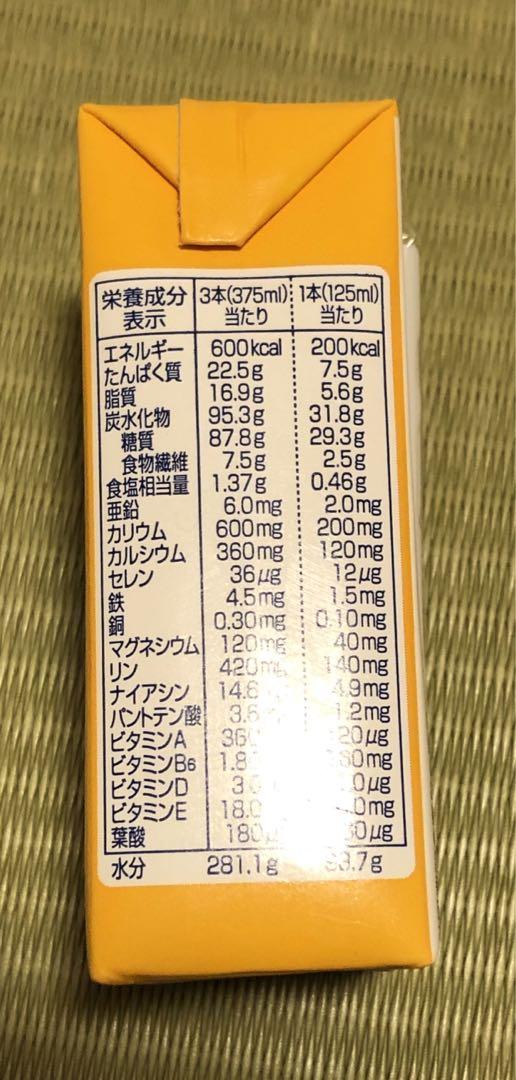 栄養成分表示 3本(375ml)当たり 1本(125ml)当たり
エネルギー 600kcal 200kcal
たんぱく質 22.5g 7.5g
脂質 16.9g 5.6g
炭水化物 95.3g 31.8g
糖質 87.8g 29.3g
食物繊維 7.5g 2.5g
食塩相当量 1.37g 0.46g
亜鉛 6.0mg 2.0mg
カリウム 600mg 200mg
カルシウム 360mg 120mg
セレン 36μg 12μg
鉄 4.5mg 1.5mg
銅 0.30mg 0.10mg
マグネシウム 120mg 40mg
リン 420mg 140mg
ナイアシン 4.9mg
パントテン酸 1.2mg
ビタミンA
ビタミンB6
ビタミンD
ビタミンE
葉酸
水分 281.1g